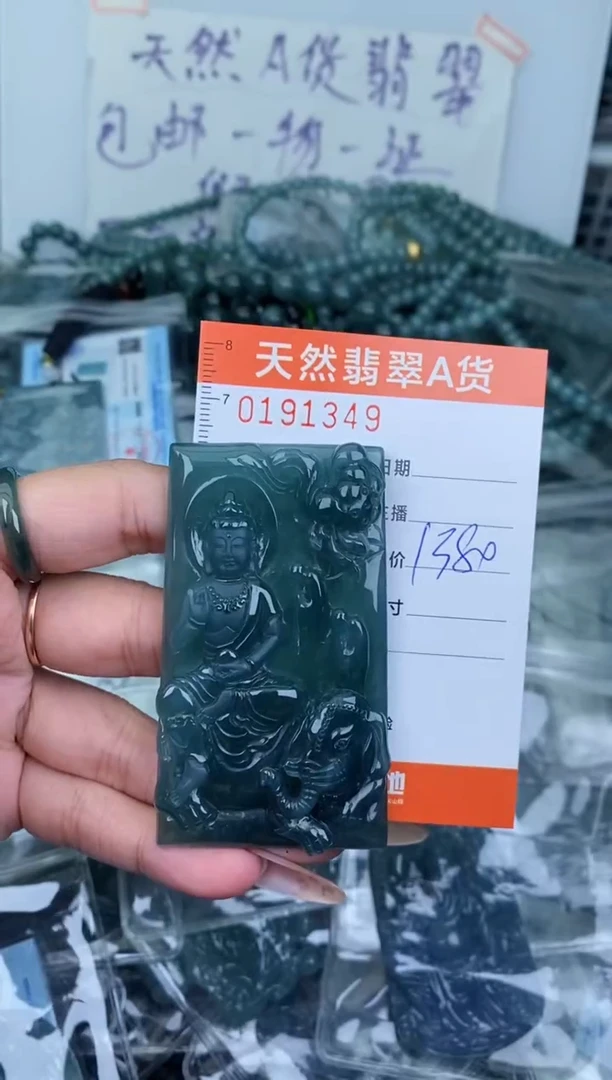 天然A货翡翠
包邮一物一证
8
天然翡翠A货
7
0191349
日期
主播
价 1380
寸